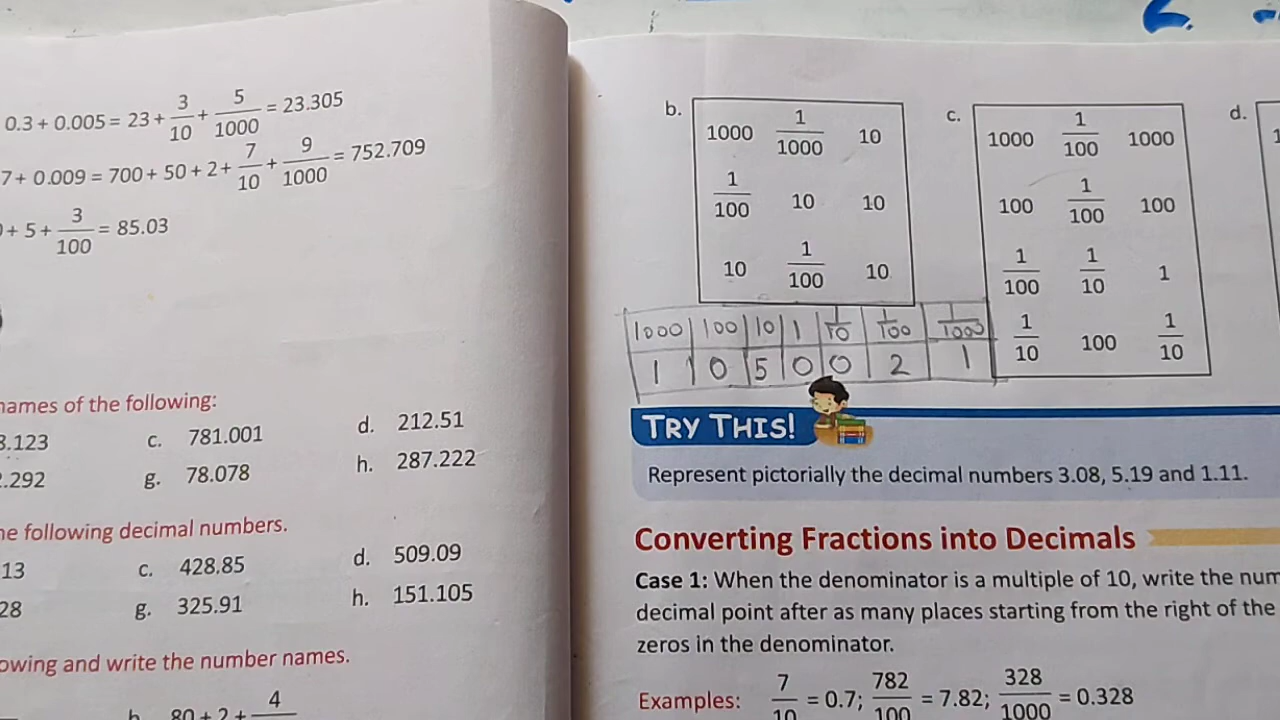 0.3 + 0.005 = 23 + 3/10 + 5/1000 = 23.305
7 + 0.009 = 700 + 50 + 2 + 7/10 + 9/1000 = 752.709
+ 5 + 3/100 = 85.03
names of the following:
3.123 c. 781.001 d. 212.51
.292 g. 78.078 h. 287.222
he following decimal numbers.
13 c. 428.85 d. 509.09
28 g. 325.91 h. 151.105
owing and write the number names.
80 + 2 + 4
b.
1000 1/1000 10
1/100 10 10
10 1/100 10
c.
1000 1/100 1000
100 1/100 100
1/100 1/10 1
1/10 100 1/10
d.
1000 100 10 1 1/10 1/100 1/1000
1 0 5 0 0 2 1
TRY THIS!
Represent pictorially the decimal numbers 3.08, 5.19 and 1.11.
Converting Fractions into Decimals
Case 1: When the denominator is a multiple of 10, write the num
decimal point after as many places starting from the right of the
zeros in the denominator.
Examples: 7/10 = 0.7; 782/100 = 7.82; 328/1000 = 0.328